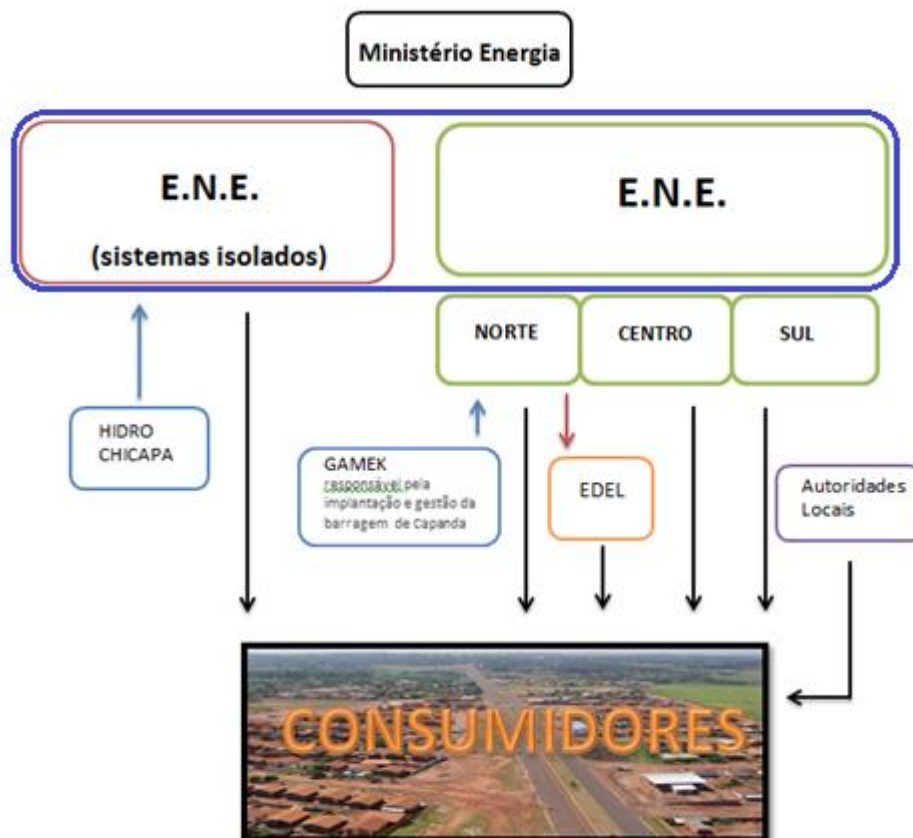 Ministério Energia
E.N.E.
(sistemas isolados)
E.N.E.
NORTE
CENTRO
SUL
HIDRO
CHICAPA
GAMEK
responsável pela
implantação e gestão da
barragem de Capanda
EDEL
Autoridades
Locais
CONSUMIDORES